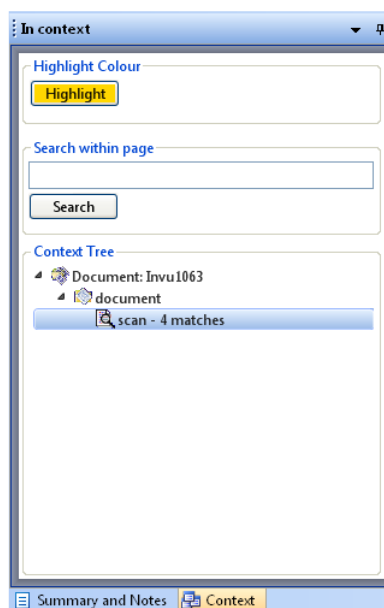 In context
Highlight Colour
Highlight
Search within page
Search
Context Tree
Document: Invu1063
document
scan - 4 matches
Summary and Notes Context